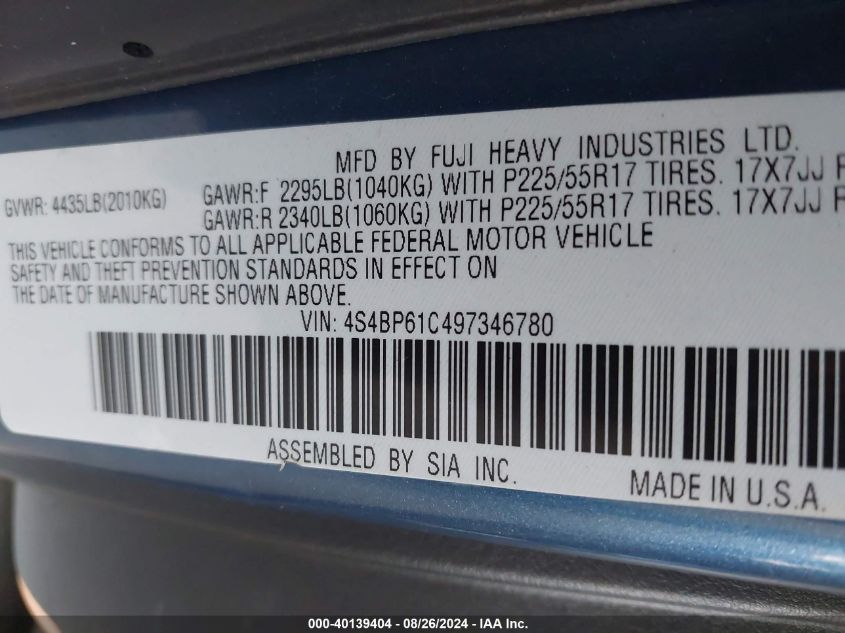 MFD BY FUJI HEAVY INDUSTRIES LTD.
GVWR: 4435LB(2010KG) GAWR:F 2295LB(1040KG) WITH P225/55R17 TIRES. 17X7JJ
GAWR:R 2340LB(1060KG) WITH P225/55R17 TIRES. 17X7JJ
THIS VEHICLE CONFORMS TO ALL APPLICABLE FEDERAL MOTOR VEHICLE
SAFETY AND THEFT PREVENTION STANDARDS IN EFFECT ON
THE DATE OF MANUFACTURE SHOWN ABOVE.
VIN: 4S4BP61C497346780
ASSEMBLED BY SIA INC.
MADE IN U.S.A.
000-40139404 - 08/26/2024 - IAA Inc.